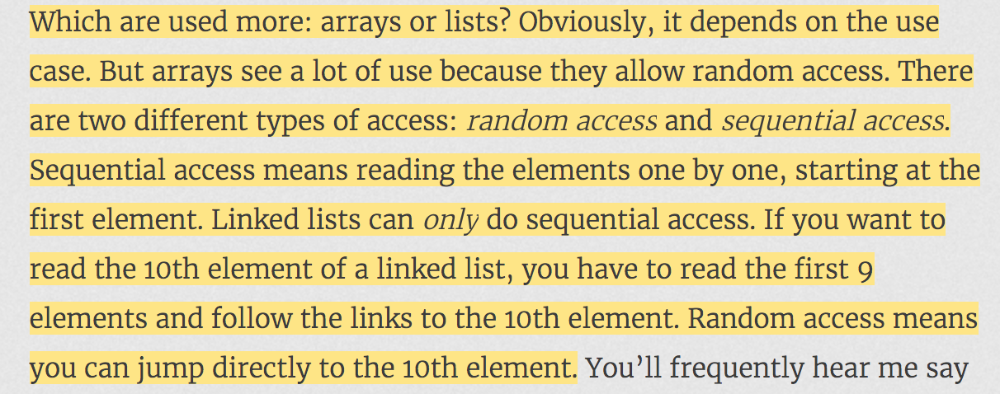 Which are used more: arrays or lists? Obviously, it depends on the use
case. But arrays see a lot of use because they allow random access. There
are two different types of access: random access and sequential access.
Sequential access means reading the elements one by one, starting at the
first element. Linked lists can only do sequential access. If you want to
read the 10th element of a linked list, you have to read the first 9
elements and follow the links to the 10th element. Random access means
you can jump directly to the 10th element. You’ll frequently hear me say